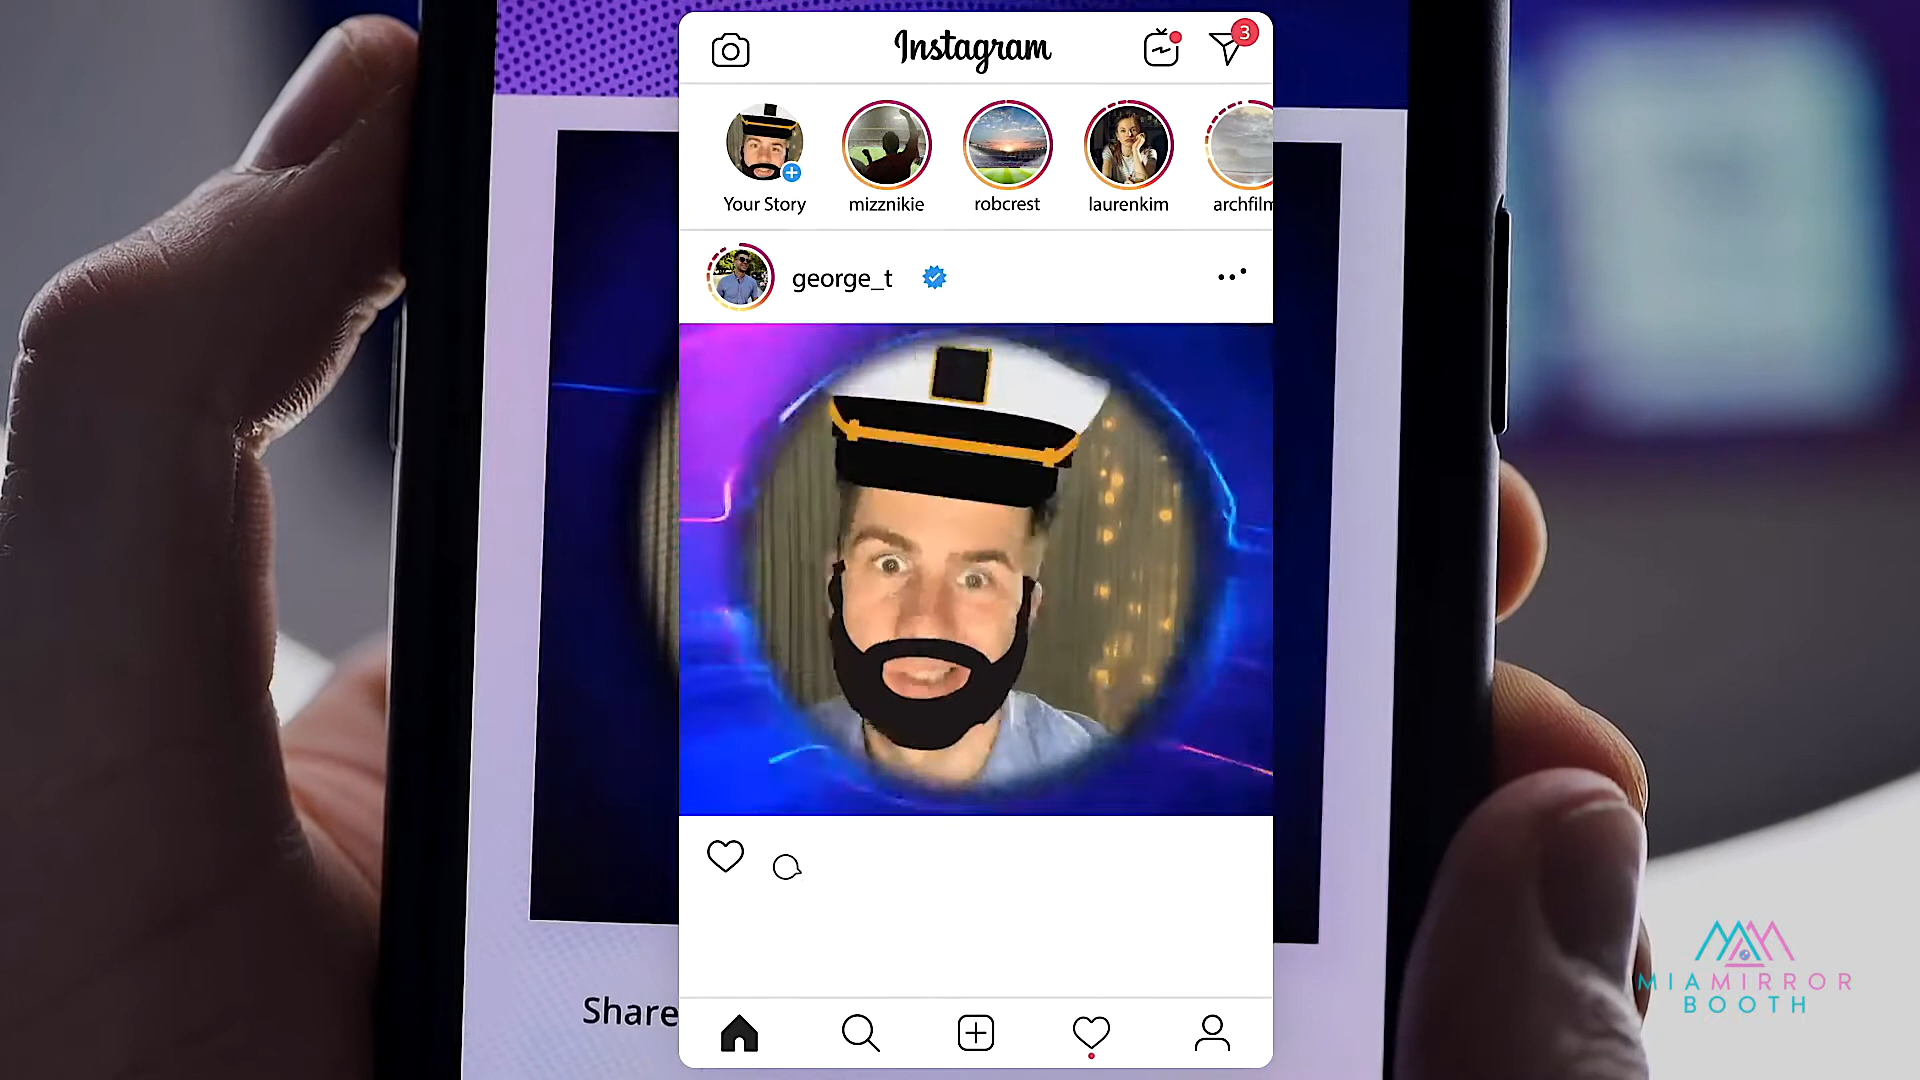 Instagram
3
Your Story
mizznikie
robcrest
laurenkim
archfilm
george_t
Share
MIAMIRROR
BOOTH